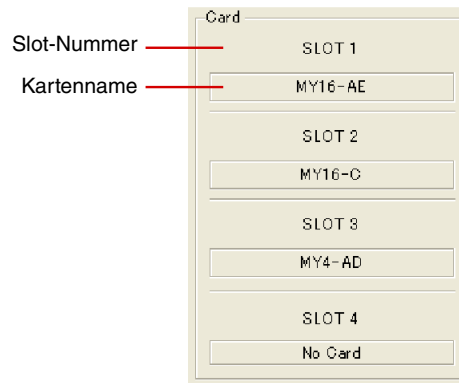 Card
Slot-Nummer
SLOT 1
Kartenname
MY16-AE
SLOT 2
MY16-C
SLOT 3
MY4-AD
SLOT 4
No Card